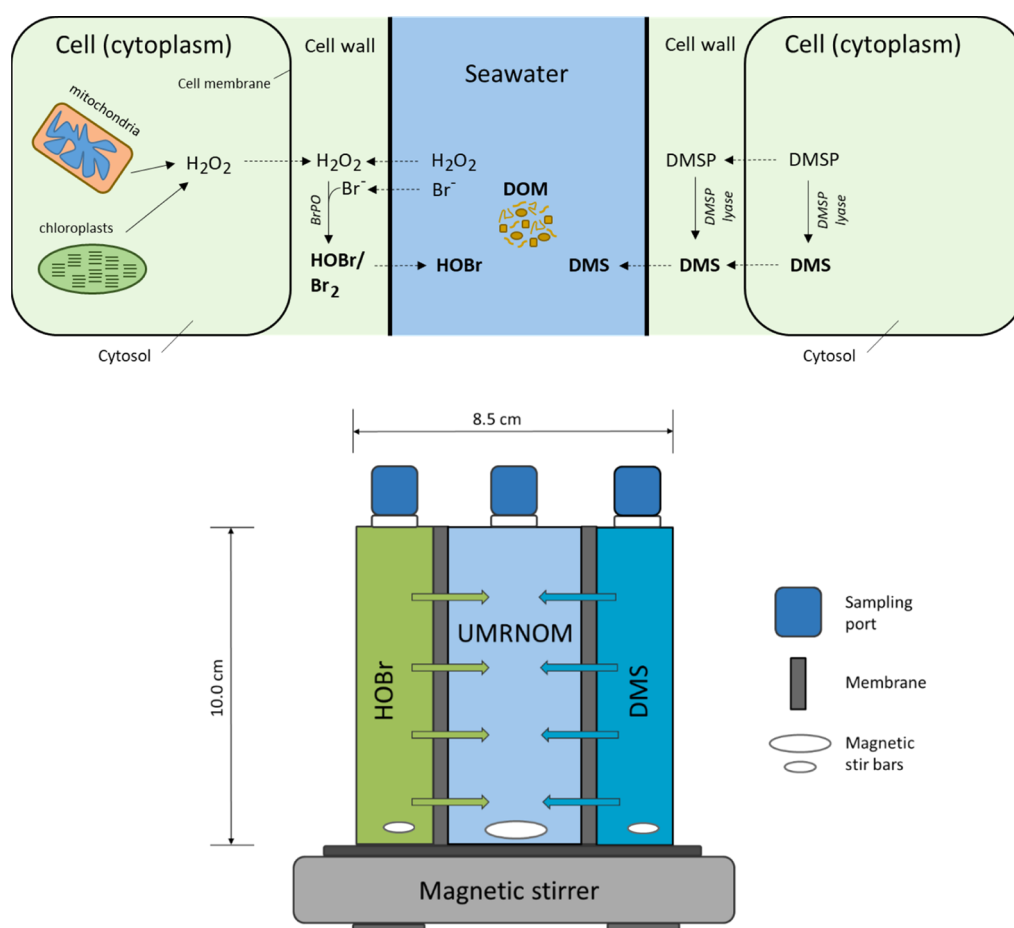 Cell (cytoplasm)
Cell wall
Seawater
Cell wall
Cell (cytoplasm)
Cell membrane
mitochondria
H₂O₂
H₂O₂
H₂O₂
Br⁻
Br⁻
BrPO
chloroplasts
HOBr/
Br₂
HOBr
DOM
DMS
DMSP
DMSP
DMSP
lyase
DMSP
lyase
DMS
DMS
Cytosol
Cytosol
8.5 cm
10.0 cm
HOBr
UMRNOM
DMS
Sampling
port
Membrane
Magnetic
stir bars
Magnetic stirrer